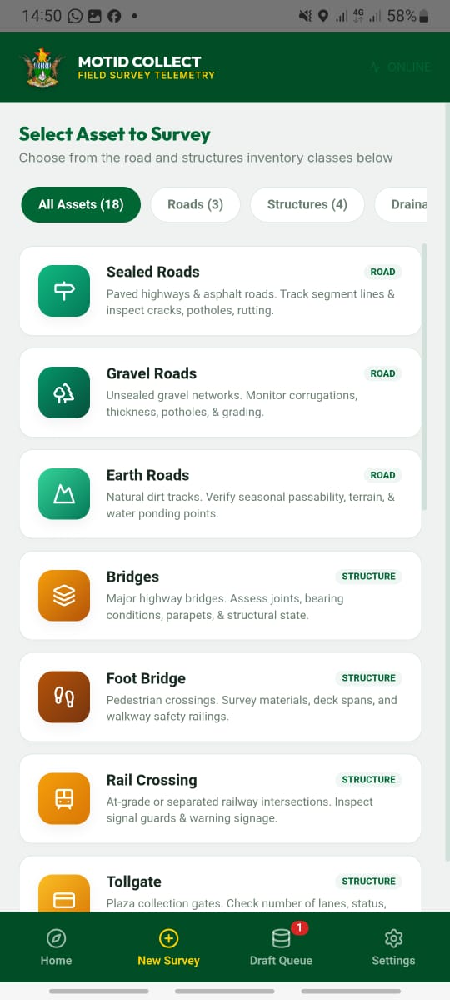 14:50
4G
58%
MOTID COLLECT
FIELD SURVEY TELEMETRY
ONLINE
Select Asset to Survey
Choose from the road and structures inventory classes below
All Assets (18)
Roads (3)
Structures (4)
Draina
Sealed Roads
ROAD
Paved highways & asphalt roads. Track segment lines &
inspect cracks, potholes, rutting.
Gravel Roads
ROAD
Unsealed gravel networks. Monitor corrugations,
thickness, potholes, & grading.
Earth Roads
ROAD
Natural dirt tracks. Verify seasonal passability, terrain, &
water ponding points.
Bridges
STRUCTURE
Major highway bridges. Assess joints, bearing
conditions, parapets, & structural state.
Foot Bridge
STRUCTURE
Pedestrian crossings. Survey materials, deck spans, and
walkway safety railings.
Rail Crossing
STRUCTURE
At-grade or separated railway intersections. Inspect
signal guards & warning signage.
Tollgate
STRUCTURE
Plaza collection gates. Check number of lanes, status,
1
Home
New Survey
Draft Queue
Settings